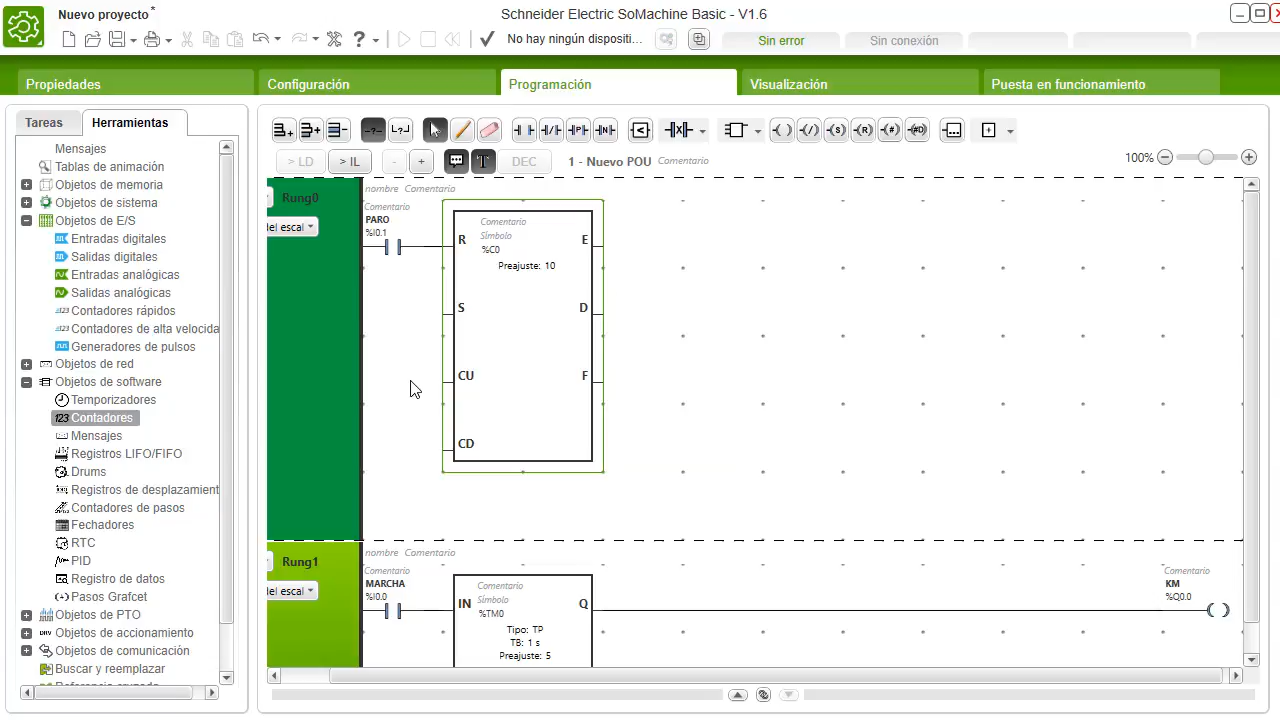 Nuevo proyecto *
Schneider Electric SoMachine Basic - V1.6
No hay ningún dispositi...
Sin error
Sin conexión
Propiedades
Configuración
Programación
Visualización
Puesta en funcionamiento
Tareas
Herramientas
Mensajes
Tablas de animación
Objetos de memoria
Objetos de sistema
Objetos de E/S
Entradas digitales
Salidas digitales
Entradas analógicas
Salidas analógicas
Contadores rápidos
Contadores de alta velocida
Generadores de pulsos
Objetos de red
Objetos de software
Temporizadores
123 Contadores
Mensajes
Registros LIFO/FIFO
Drums
Registros de desplazamient
Contadores de pasos
Fechadores
RTC
PID
Registro de datos
Pasos Grafcet
Objetos de PTO
Objetos de accionamiento
Objetos de comunicación
Buscar y reemplazar
> LD
> IL
-
+
DEC
1 - Nuevo POU
Comentario
100%
Rung0
del escal
nombre Comentario
Comentario
PARO
%I0.1
Comentario
Símbolo
%C0
Preajuste: 10
R
E
S
D
CU
F
CD
Rung1
del escal
nombre Comentario
Comentario
MARCHA
%I0.0
Comentario
Símbolo
%TM0
IN
Q
Tipo: TP
TB: 1 s
Preajuste: 5
Comentario
KM
%Q0.0